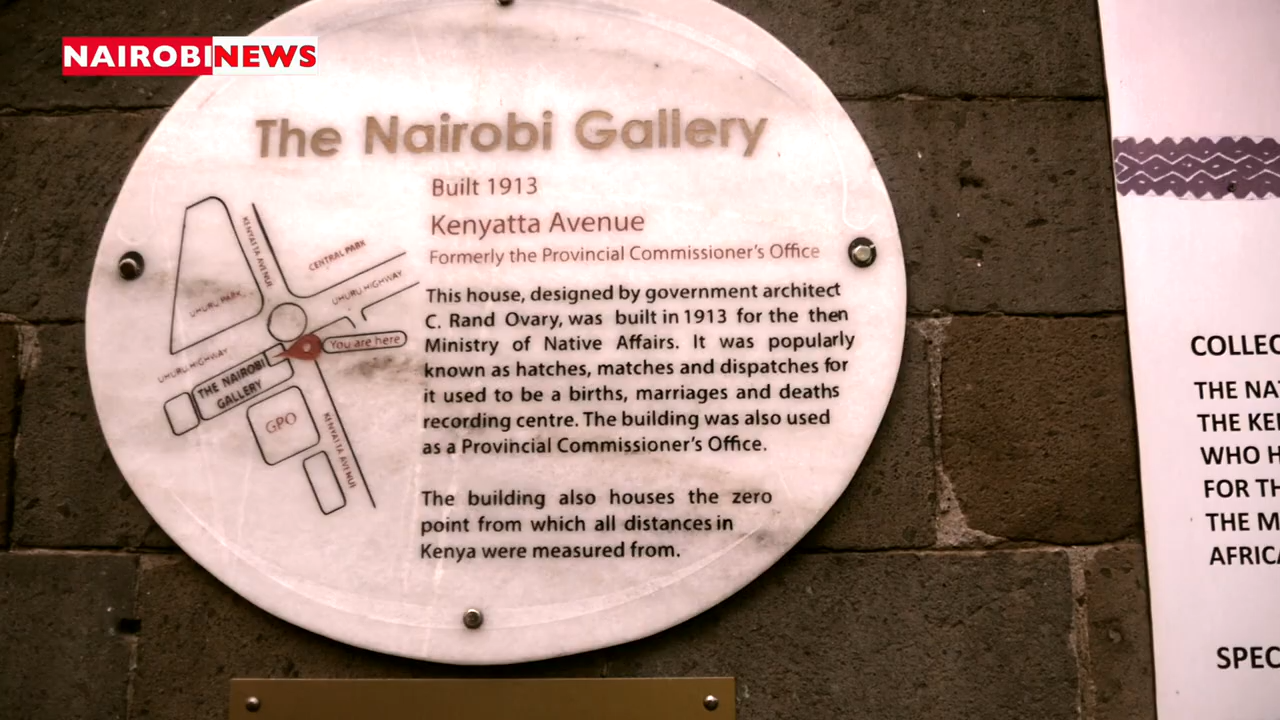 NAIROBINEWS
The Nairobi Gallery
Built 1913
Kenyatta Avenue
Formerly the Provincial Commissioner's Office
This house, designed by government architect
C. Rand Ovary, was built in 1913 for the then
Ministry of Native Affairs. It was popularly
known as hatches, matches and dispatches for
it used to be a births, marriages and deaths
recording centre. The building was also used
as a Provincial Commissioner's Office.
The building also houses the zero
point from which all distances in
Kenya were measured from.
KENYATTA AVENUE
CENTRAL PARK
UHURU HIGHWAY
UHURU PARK
You are here
UHURU HIGHWAY
THE NAIROBI
GALLERY
GPO
KENYATTA AVENUE
COLLEC
THE NA
THE KE
WHO H
FOR TH
THE M
AFRICA
SPEC